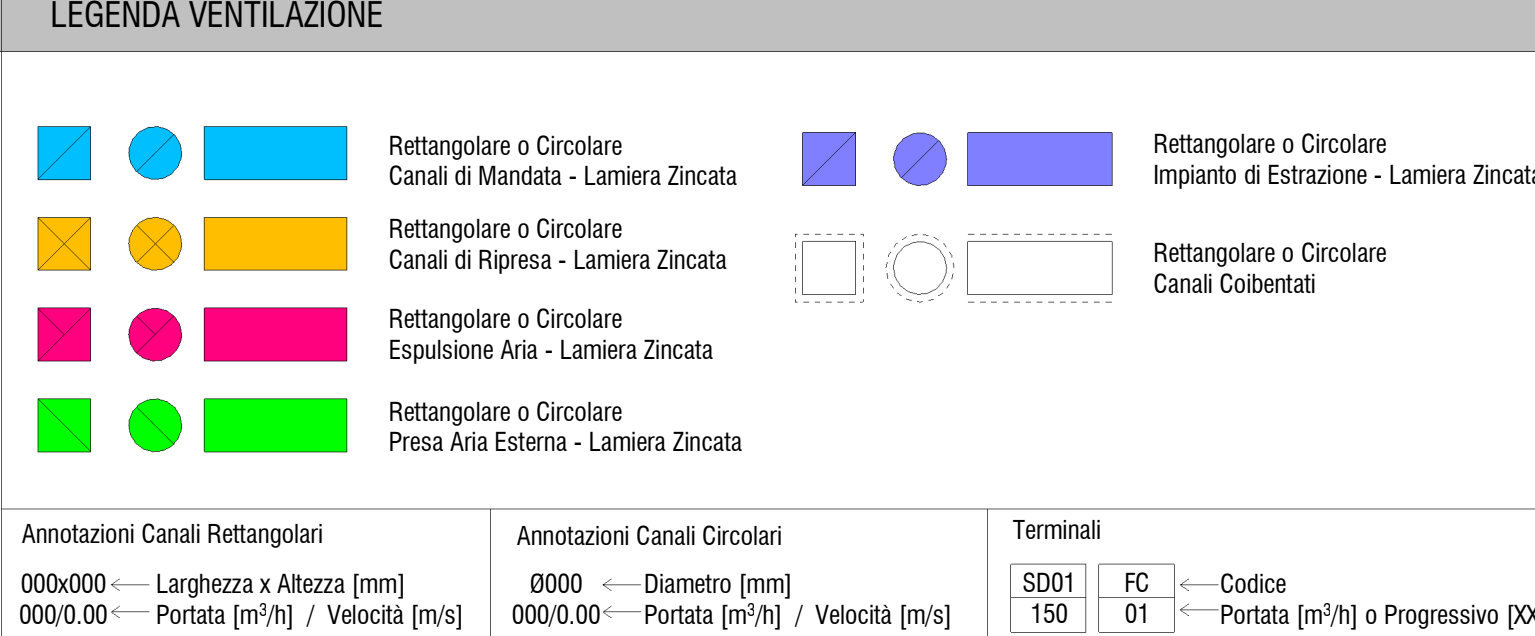 LEGENDA VENTILAZIONE
Rettangolare o Circolare
Canali di Mandata - Lamiera Zincata
Rettangolare o Circolare
Canali di Ripresa - Lamiera Zincata
Rettangolare o Circolare
Espulsione Aria - Lamiera Zincata
Rettangolare o Circolare
Presa Aria Esterna - Lamiera Zincata
Rettangolare o Circolare
Impianto di Estrazione - Lamiera Zincata
Rettangolare o Circolare
Canali Coibentati
Annotazioni Canali Rettangolari
000x000 Larghezza x Altezza [mm]
000/0.00 Portata [m³/h] / Velocità [m/s]
Annotazioni Canali Circolari
Ø000 Diametro [mm]
000/0.00 Portata [m³/h] / Velocità [m/s]
Terminali
SD01 FC Codice
150 01 Portata [m³/h] o Progressivo [XX